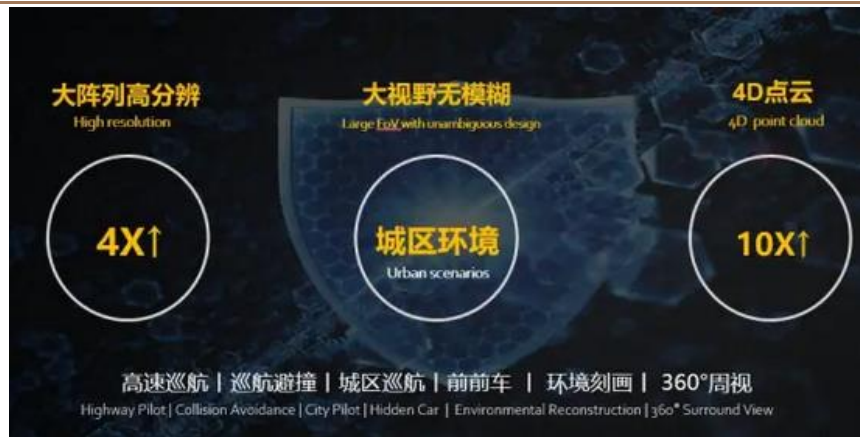 大阵列高分辨
High resolution
4X↑
大视野无模糊
Large FoV with unambiguous design
城区环境
Urban scenarios
4D点云
4D point cloud
10X↑
高速巡航 | 巡航避撞 | 城区巡航 | 前前车 | 环境刻画 | 360°周视
Highway Pilot | Collision Avoidance | City Pilot | Hidden Car | Environmental Reconstruction | 360° Surround View